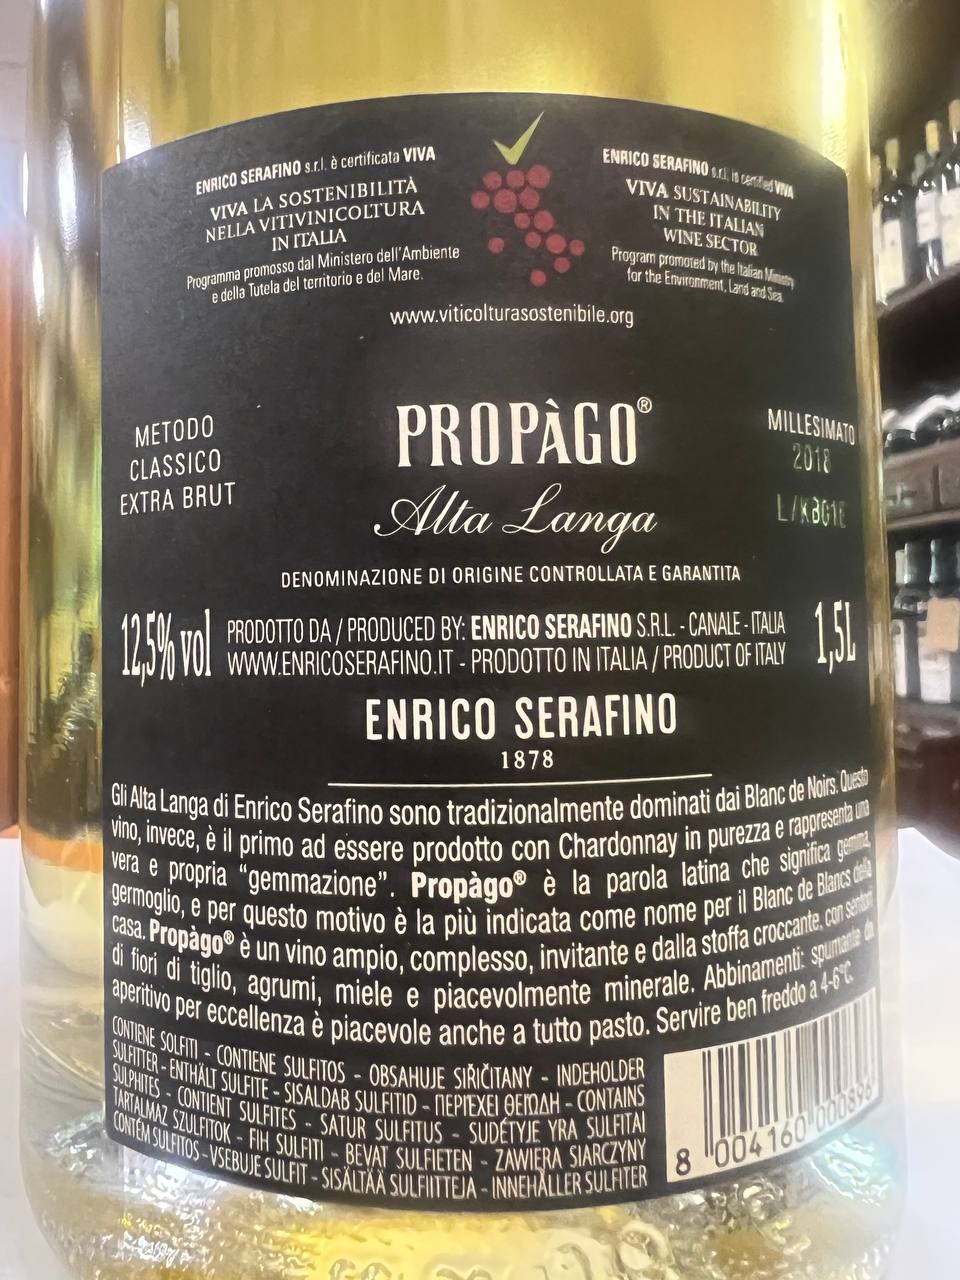 ENRICO SERAFINO s.r.l. è certificata VIVA
VIVA LA SOSTENIBILITÀ
NELLA VITIVINICOLTURA
IN ITALIA
Programma promosso dal Ministero dell'Ambiente
e della Tutela del territorio e del Mare.
ENRICO SERAFINO s.r.l. is certified VIVA
VIVA SUSTAINABILITY
IN THE ITALIAN
WINE SECTOR
Program promoted by the Italian Ministry
for the Environment, Land and Sea.
www.viticolturasostenibile.org
METODO
CLASSICO
EXTRA BRUT
PROPÀGO®
Alta Langa
MILLESIMATO
2018
L/KB01E
DENOMINAZIONE DI ORIGINE CONTROLLATA E GARANTITA
12,5% vol
PRODOTTO DA / PRODUCED BY: ENRICO SERAFINO S.R.L. - CANALE - ITALIA
WWW.ENRICOSERAFINO.IT - PRODOTTO IN ITALIA / PRODUCT OF ITALY
1,5L
ENRICO SERAFINO
1878
Gli Alta Langa di Enrico Serafino sono tradizionalmente dominati dai Blanc de Noirs. Questo
vino, invece, è il primo ad essere prodotto con Chardonnay in purezza e rappresenta una
vera e propria "gemmazione". Propàgo® è la parola latina che significa gemma,
germoglio, e per questo motivo è la più indicata come nome per il Blanc de Blancs della
casa. Propàgo® è un vino ampio, complesso, invitante e dalla stoffa croccante, con sentori
di fiori di tiglio, agrumi, miele e piacevolmente minerale. Abbinamenti: spumante da
aperitivo per eccellenza è piacevole anche a tutto pasto. Servire ben freddo a 4-6°C.
CONTIENE SOLFITI - CONTIENE SULFITOS - OBSAHUJE SIŘIČITANY - INDEHOLDER
SULFITTER - ENTHÄLT SULFITE - SISALDAB SULFITID - ΠΕΡΙΕΧΕΙ ΘΕΙΩΔΗ - CONTAINS
SULPHITES - CONTIENT SULFITES - SATUR SULFITUS - SUDĖTYJE YRA SULFITAI
TARTALMAZ SZULFITOK - FIH SULFITI - BEVAT SULFIETEN - ZAWIERA SIARCZYNY
CONTÉM SULFITOS - VSEBUJE SULFIT - SISÄLTÄÄ SULFIITTEJA - INNEHÅLLER SULFITER
8 004160 000896